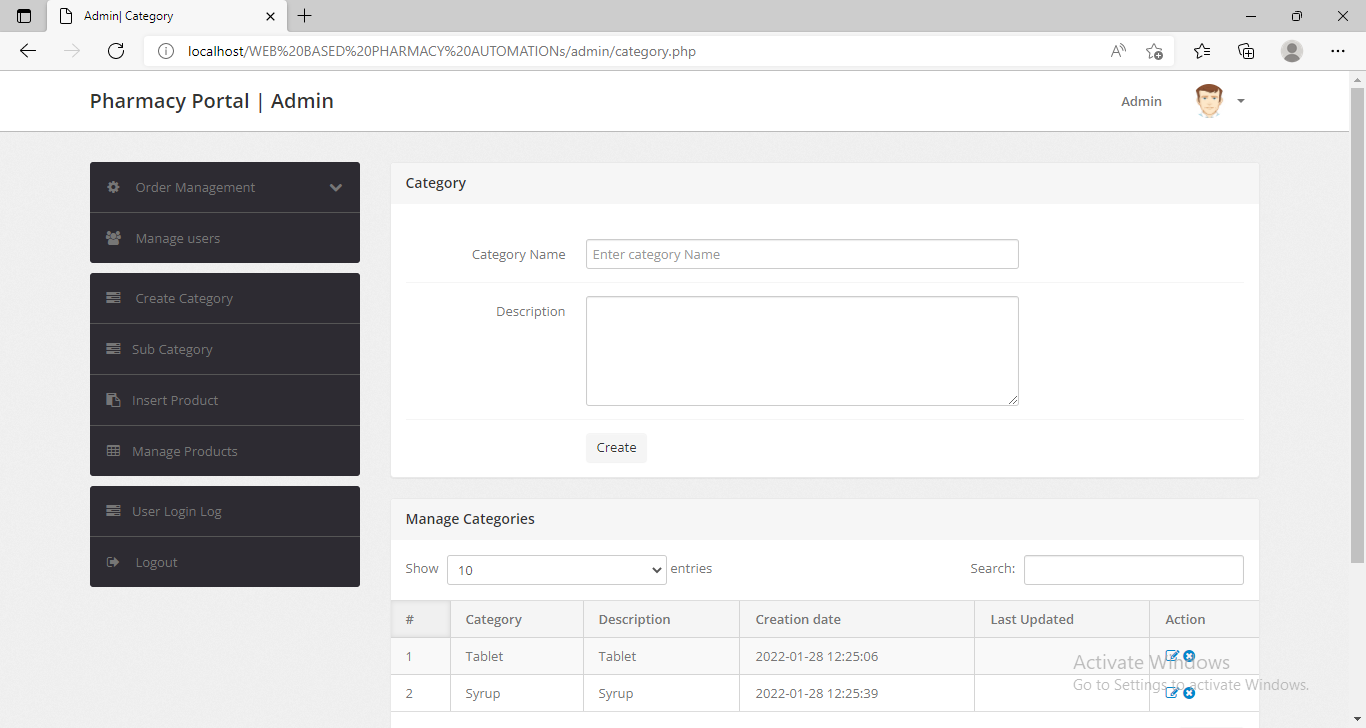 Admin| Category
localhost/WEB%20BASED%20PHARMACY%20AUTOMATIONs/admin/category.php
Pharmacy Portal | Admin
Admin
Order Management
Manage users
Create Category
Sub Category
Insert Product
Manage Products
User Login Log
Logout
Category
Category Name
Enter category Name
Description
Create
Manage Categories
Show 10 entries
Search:
# Category Description Creation date Last Updated Action
1 Tablet Tablet 2022-01-28 12:25:06
2 Syrup Syrup 2022-01-28 12:25:39
Activate Windows
Go to Settings to activate Windows.